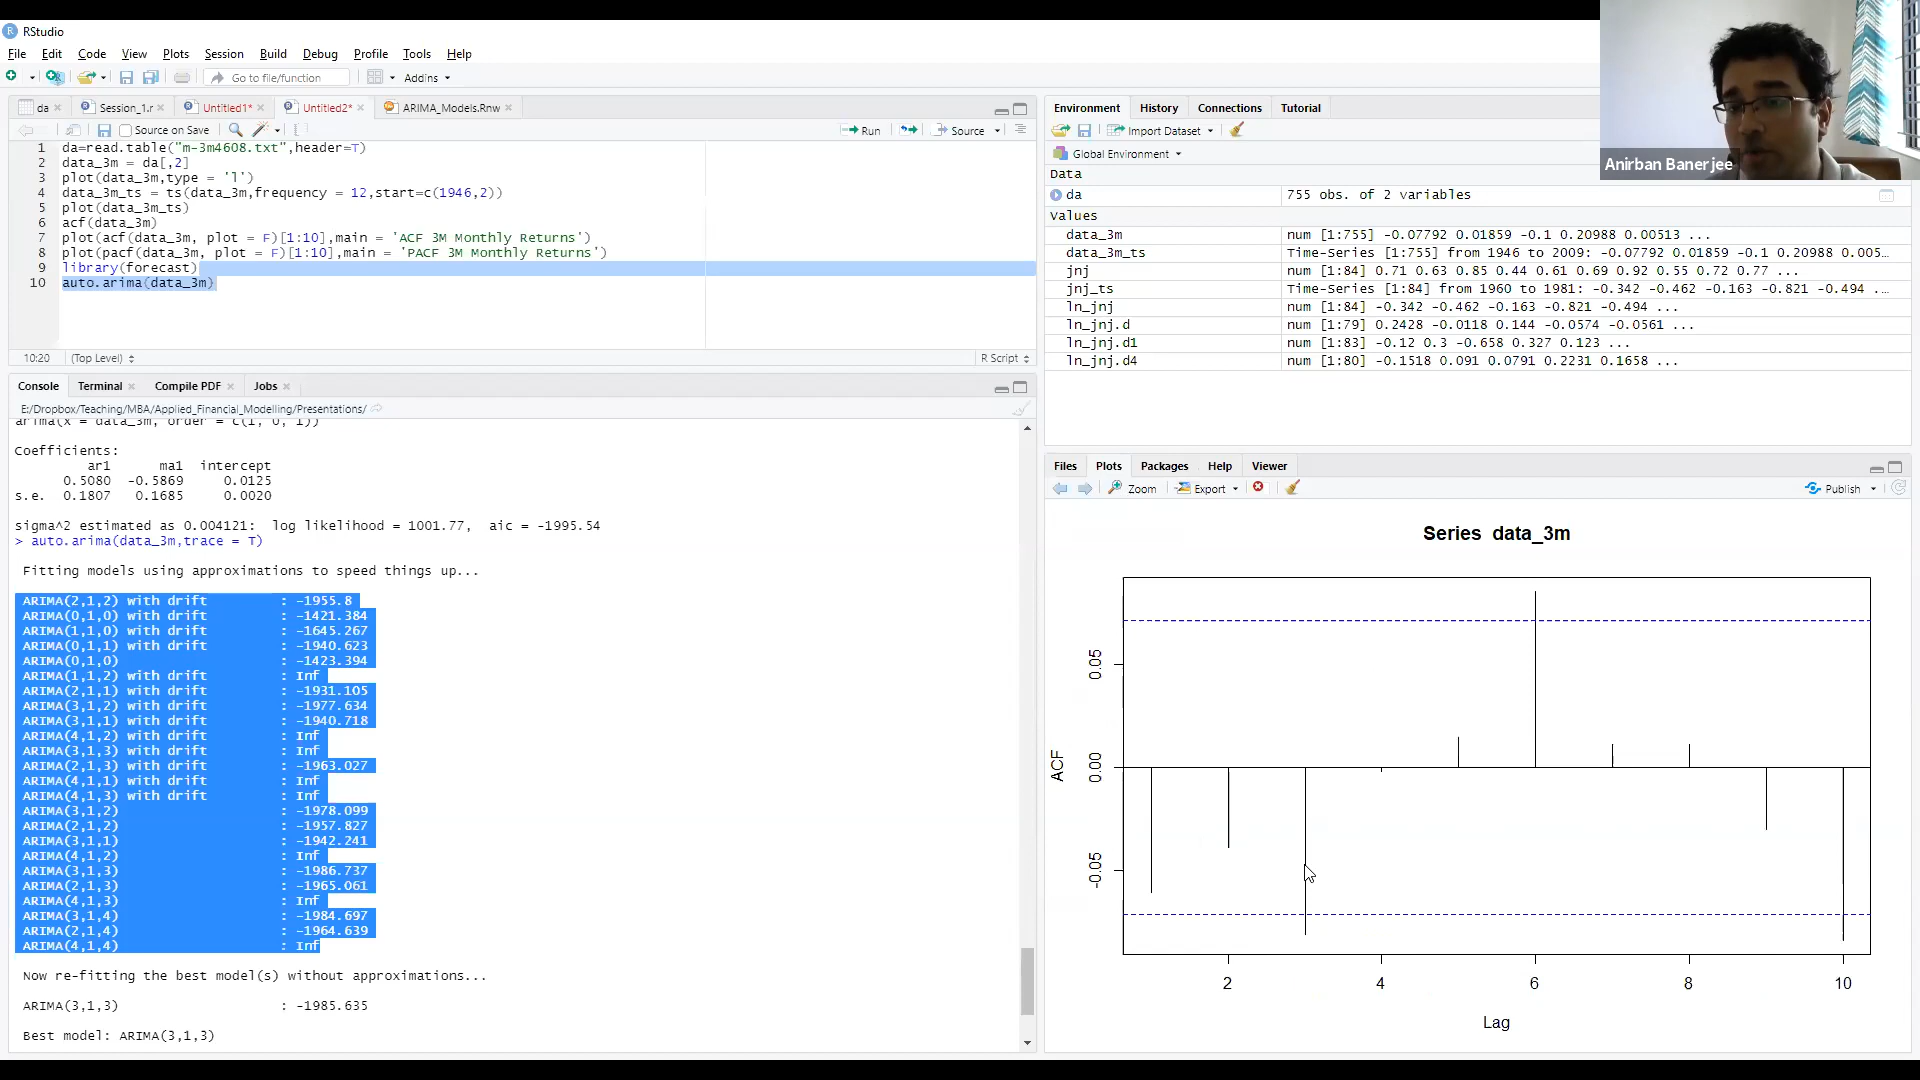 RStudio
File Edit Code View Plots Session Build Debug Profile Tools Help
Go to file/function Addins
da Session_1.r Untitled1* Untitled2* ARIMA_Models.Rnw
Source on Save Run Source
1 da=read.table("m-3m4608.txt",header=T)
2 data_3m = da[,2]
3 plot(data_3m,type = 'l')
4 data_3m_ts = ts(data_3m,frequency = 12,start=c(1946,2))
5 plot(data_3m_ts)
6 acf(data_3m)
7 plot(acf(data_3m, plot = F)[1:10],main = 'ACF 3M Monthly Returns')
8 plot(pacf(data_3m, plot = F)[1:10],main = 'PACF 3M Monthly Returns')
9 library(forecast)
10 auto.arima(data_3m)
10:20 (Top Level) R Script
Console Terminal Compile PDF Jobs
E:/Dropbox/Teaching/MBA/Applied_Financial_Modelling/Presentations/
arima(x = data_3m, order = c(1, 0, 1))
Coefficients:
ar1 ma1 intercept
0.5080 -0.5869 0.0125
s.e. 0.1807 0.1685 0.0020
sigma^2 estimated as 0.004121: log likelihood = 1001.77, aic = -1995.54
> auto.arima(data_3m,trace = T)
Fitting models using approximations to speed things up...
ARIMA(2,1,2) with drift : -1955.8
ARIMA(0,1,0) with drift : -1421.384
ARIMA(1,1,0) with drift : -1645.267
ARIMA(0,1,1) with drift : -1940.623
ARIMA(0,1,0) : -1423.394
ARIMA(1,1,2) with drift : Inf
ARIMA(2,1,1) with drift : -1931.105
ARIMA(3,1,2) with drift : -1977.634
ARIMA(3,1,1) with drift : -1940.718
ARIMA(4,1,2) with drift : Inf
ARIMA(3,1,3) with drift : Inf
ARIMA(2,1,3) with drift : -1963.027
ARIMA(4,1,1) with drift : Inf
ARIMA(4,1,3) with drift : Inf
ARIMA(3,1,2) : -1978.099
ARIMA(2,1,2) : -1957.827
ARIMA(3,1,1) : -1942.241
ARIMA(4,1,2) : Inf
ARIMA(3,1,3) : -1986.737
ARIMA(2,1,3) : -1965.061
ARIMA(4,1,3) : Inf
ARIMA(3,1,4) : -1984.697
ARIMA(2,1,4) : -1964.639
ARIMA(4,1,4) : Inf
Now re-fitting the best model(s) without approximations...
ARIMA(3,1,3) : -1985.635
Best model: ARIMA(3,1,3)
Environment History Connections Tutorial
Import Dataset
Global Environment
Data
da 755 obs. of 2 variables
Values
data_3m num [1:755] -0.07792 0.01859 -0.1 0.20988 0.00513 ...
data_3m_ts Time-Series [1:755] from 1946 to 2009: -0.07792 0.01859 -0.1 0.20988 0.005...
jnj num [1:84] 0.71 0.63 0.85 0.44 0.61 0.69 0.92 0.55 0.72 0.77 ...
jnj_ts Time-Series [1:84] from 1960 to 1981: -0.342 -0.462 -0.163 -0.821 -0.494 ...
ln_jnj num [1:84] -0.342 -0.462 -0.163 -0.821 -0.494 ...
ln_jnj.d num [1:79] 0.2428 -0.0118 0.144 -0.0574 -0.0561 ...
ln_jnj.d1 num [1:83] -0.12 0.3 -0.658 0.327 0.123 ...
ln_jnj.d4 num [1:80] -0.1518 0.091 0.0791 0.2231 0.1658 ...
Anirban Banerjee
Files Plots Packages Help Viewer
Zoom Export Publish
Series data_3m
ACF
0.05
0.00
-0.05
2 4 6 8 10
Lag